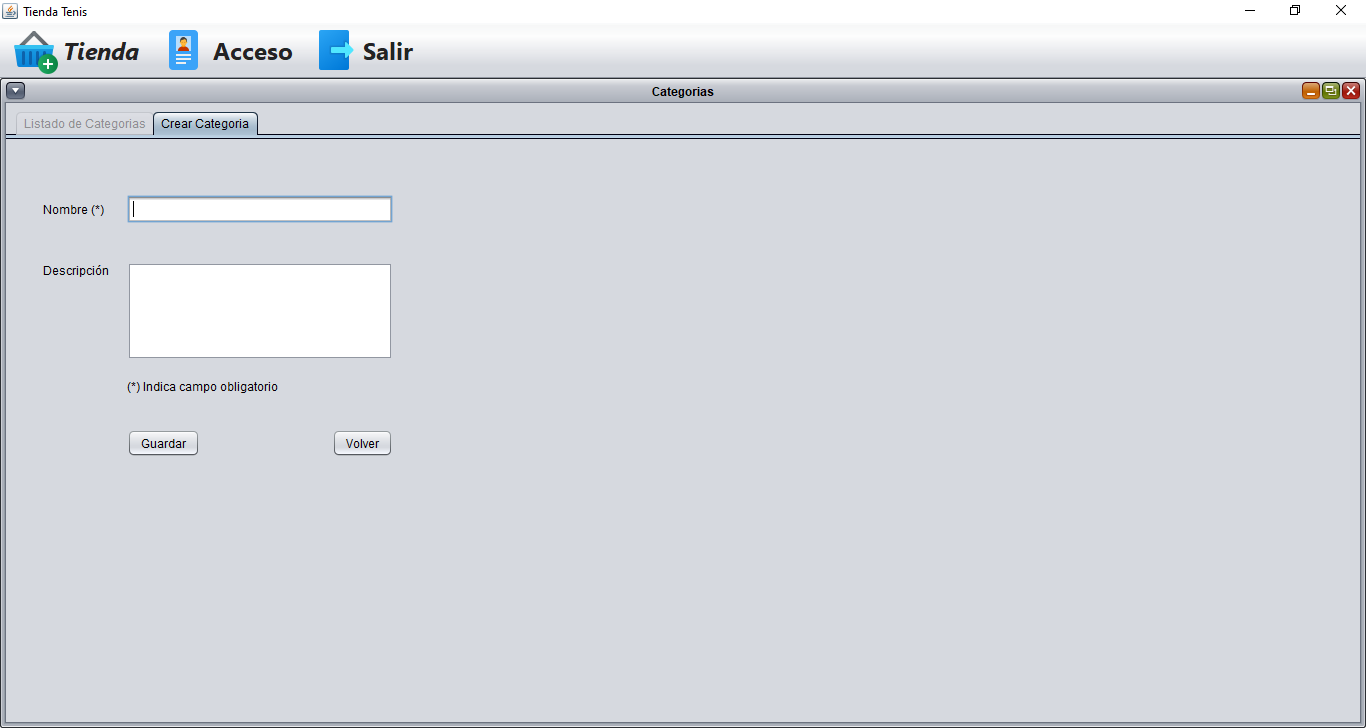 Tienda Tenis
Tienda Acceso Salir
Categorias
Listado de Categorias Crear Categoria
Nombre (*)
Descripción
(*) Indica campo obligatorio
Guardar Volver